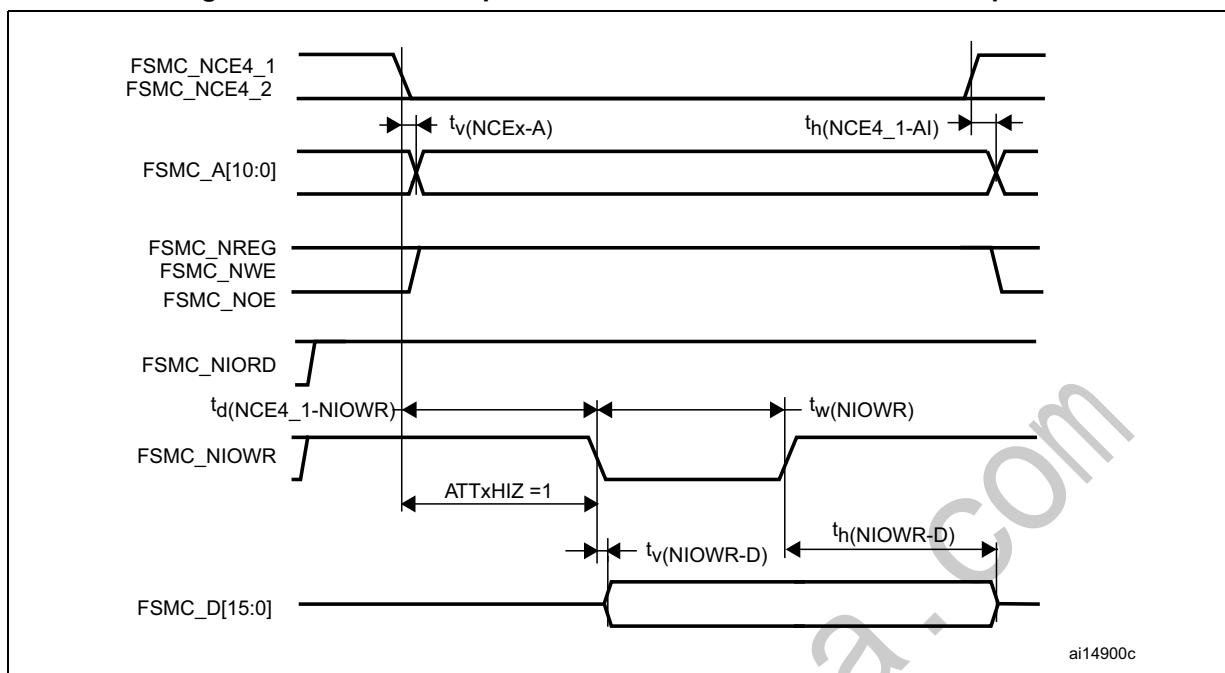 FSMC_NCE4_1
FSMC_NCE4_2
tv(NCEx-A)
th(NCE4_1-AI)
FSMC_A[10:0]
FSMC_NREG
FSMC_NWE
FSMC_NOE
FSMC_NIORD
td(NCE4_1-NIOWR)
tw(NIOWR)
FSMC_NIOWR
ATTxHIZ =1
th(NIOWR-D)
tv(NIOWR-D)
FSMC_D[15:0]
a.com
ai14900c